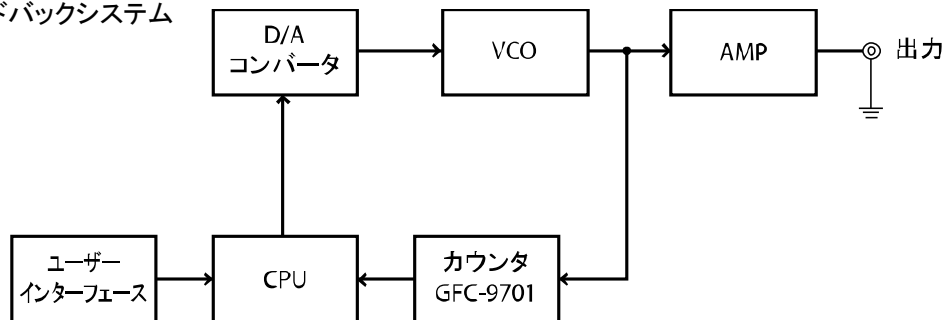 ドバックシステム
D/A
コンバータ
VCO
AMP
出力
ユーザー
インターフェース
CPU
カウンタ
GFC-9701